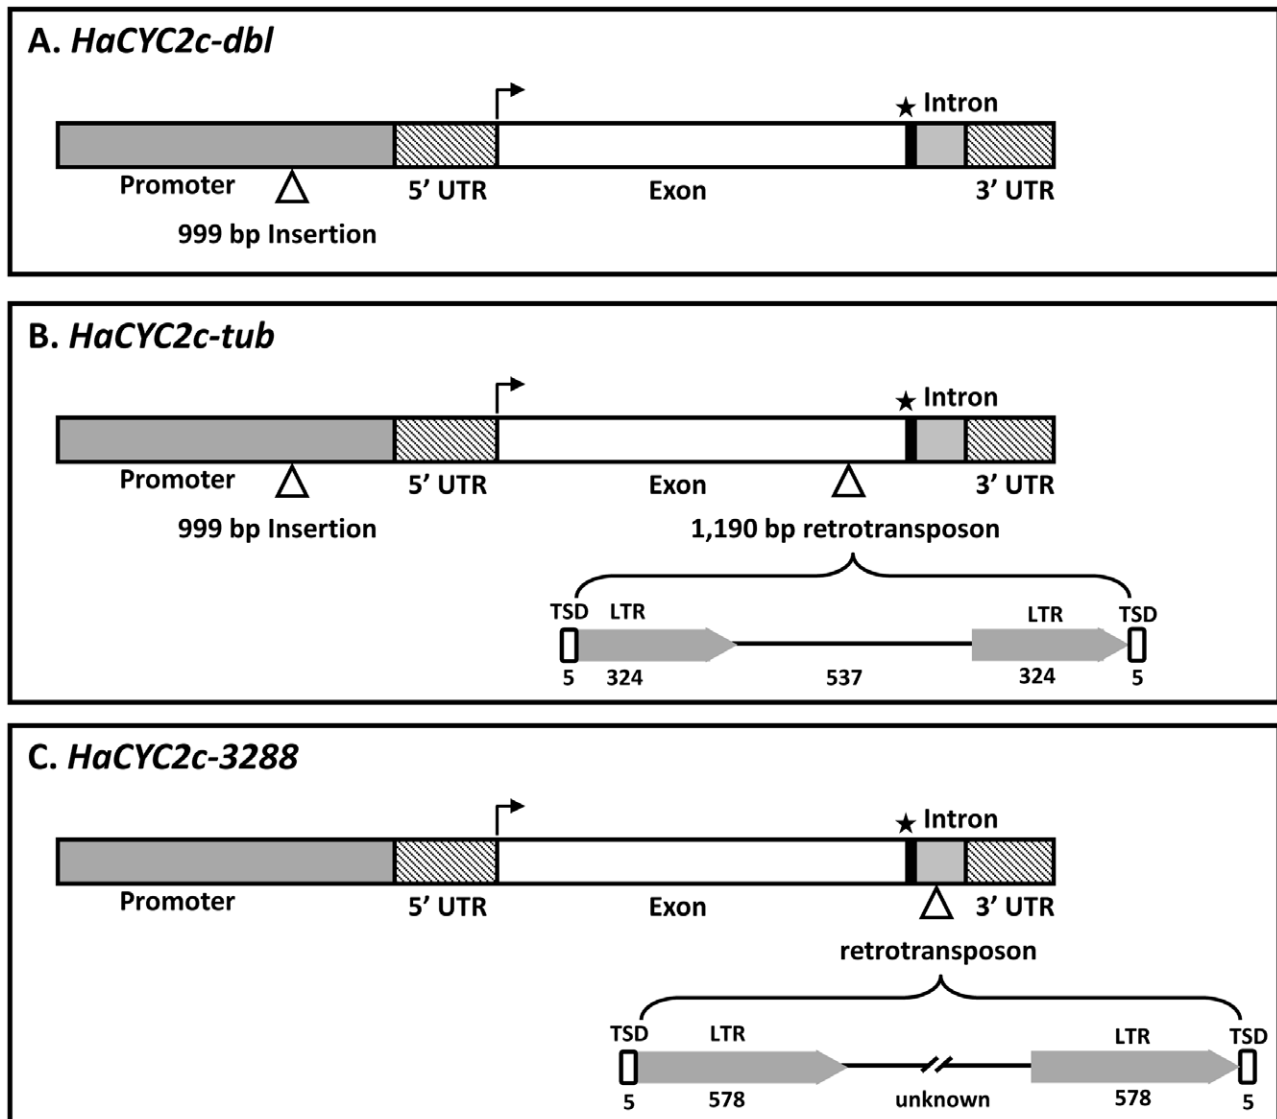 A. HaCYC2c-dbl
★ Intron
Promoter 5’ UTR Exon 3’ UTR
999 bp Insertion
B. HaCYC2c-tub
★ Intron
Promoter 5’ UTR Exon 3’ UTR
999 bp Insertion 1,190 bp retrotransposon
TSD LTR LTR TSD
5 324 537 324 5
C. HaCYC2c-3288
★ Intron
Promoter 5’ UTR Exon 3’ UTR
retrotransposon
TSD LTR LTR TSD
5 578 unknown 578 5